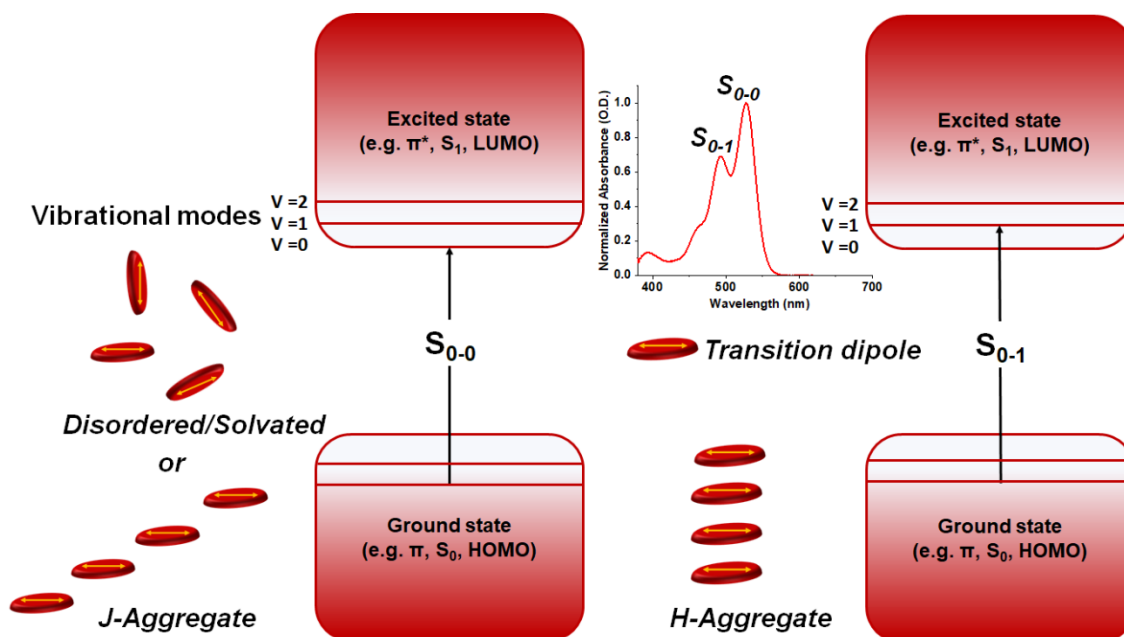 Excited state
(e.g. π*, S1, LUMO)
V =2
V =1
V =0
Vibrational modes
S0-0
Disordered/Solvated
or
Ground state
(e.g. π, S0, HOMO)
J-Aggregate
S0-0
S0-1
Normalized Absorbance (O.D.)
1.0
0.8
0.6
0.4
0.2
0.0
400
500
600
700
Wavelength (nm)
Transition dipole
H-Aggregate
Excited state
(e.g. π*, S1, LUMO)
V =2
V =1
V =0
S0-1
Ground state
(e.g. π, S0, HOMO)